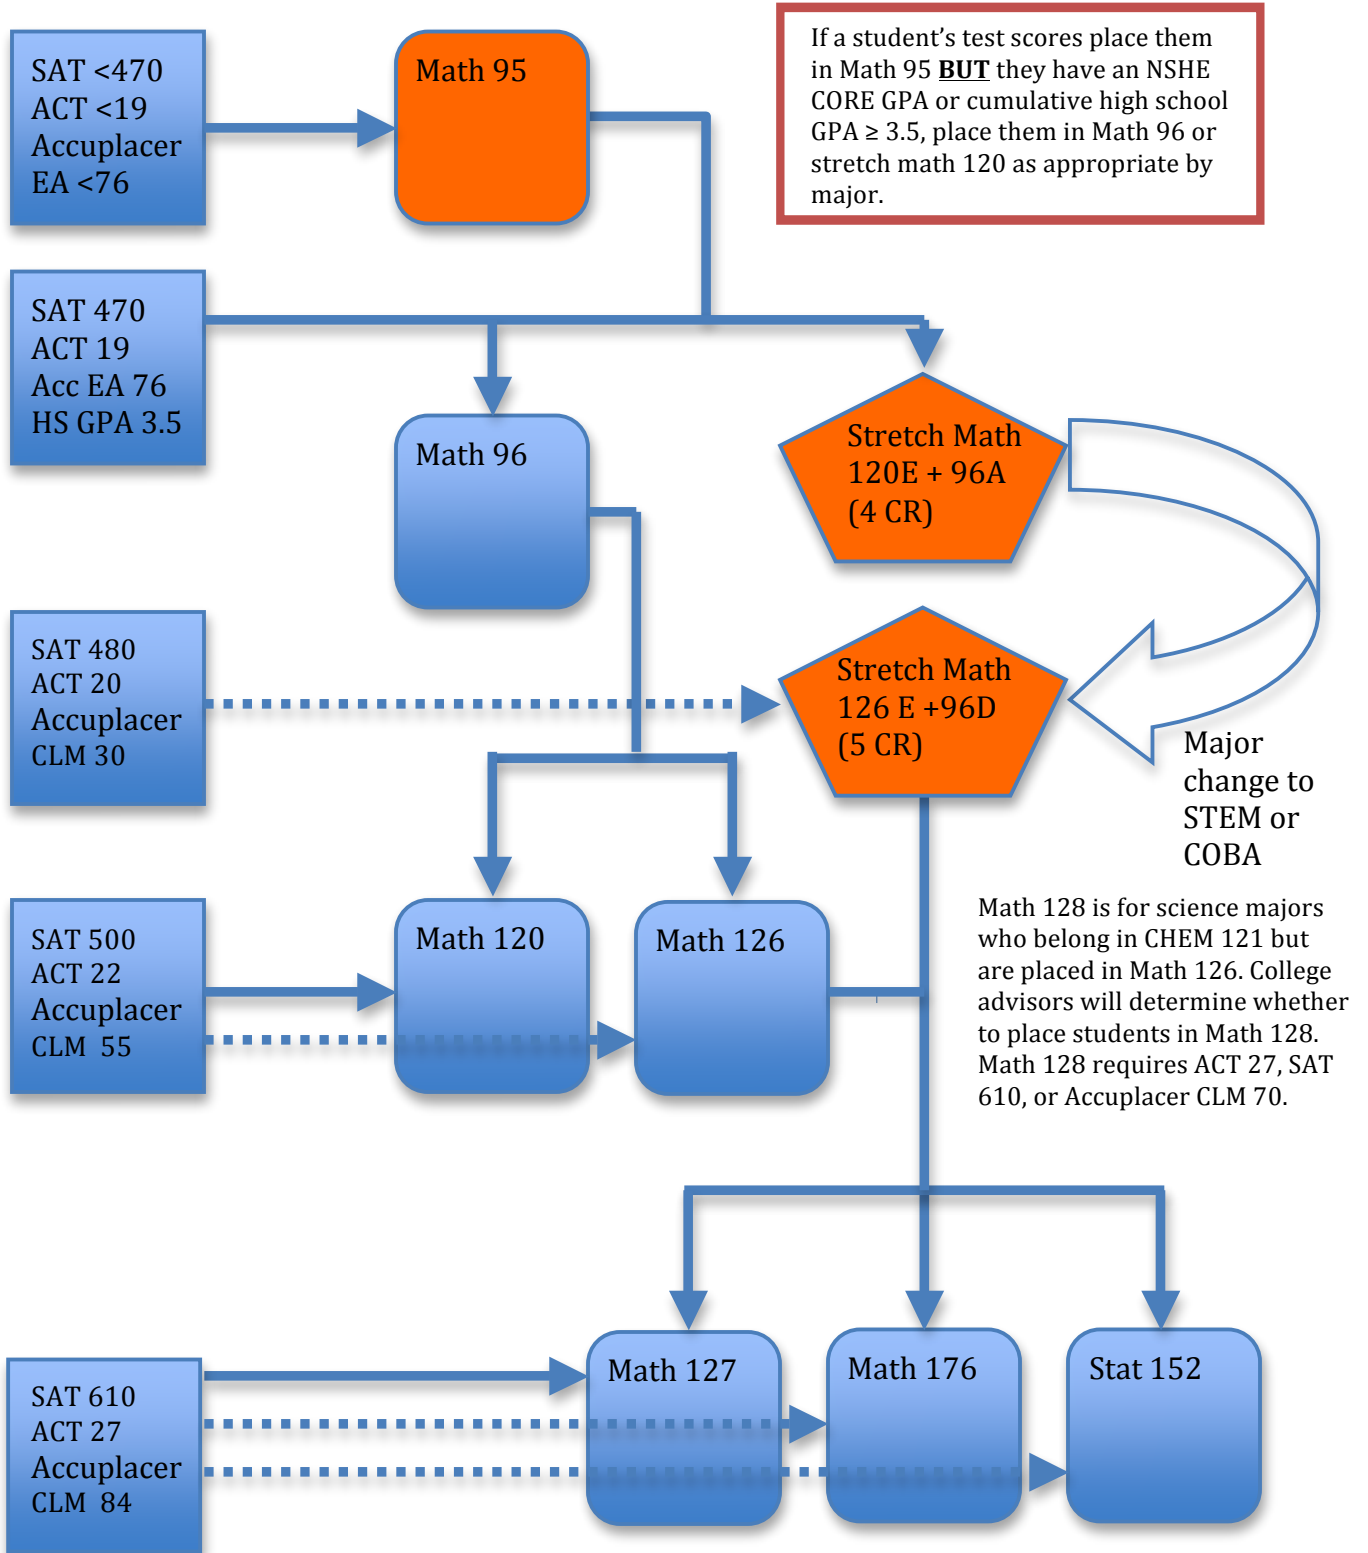 SAT <470
ACT <19
Accuplacer
EA <76
Math 95
If a student’s test scores place them
in Math 95 BUT they have an NSHE
CORE GPA or cumulative high school
GPA ≥ 3.5, place them in Math 96 or
stretch math 120 as appropriate by
major.
SAT 470
ACT 19
Acc EA 76
HS GPA 3.5
Math 96
Stretch Math
120E + 96A
(4 CR)
SAT 480
ACT 20
Accuplacer
CLM 30
Stretch Math
126 E +96D
(5 CR)
Major
change to
STEM or
COBA
SAT 500
ACT 22
Accuplacer
CLM 55
Math 120
Math 126
Math 128 is for science majors
who belong in CHEM 121 but
are placed in Math 126. College
advisors will determine whether
to place students in Math 128.
Math 128 requires ACT 27, SAT
610, or Accuplacer CLM 70.
SAT 610
ACT 27
Accuplacer
CLM 84
Math 127
Math 176
Stat 152